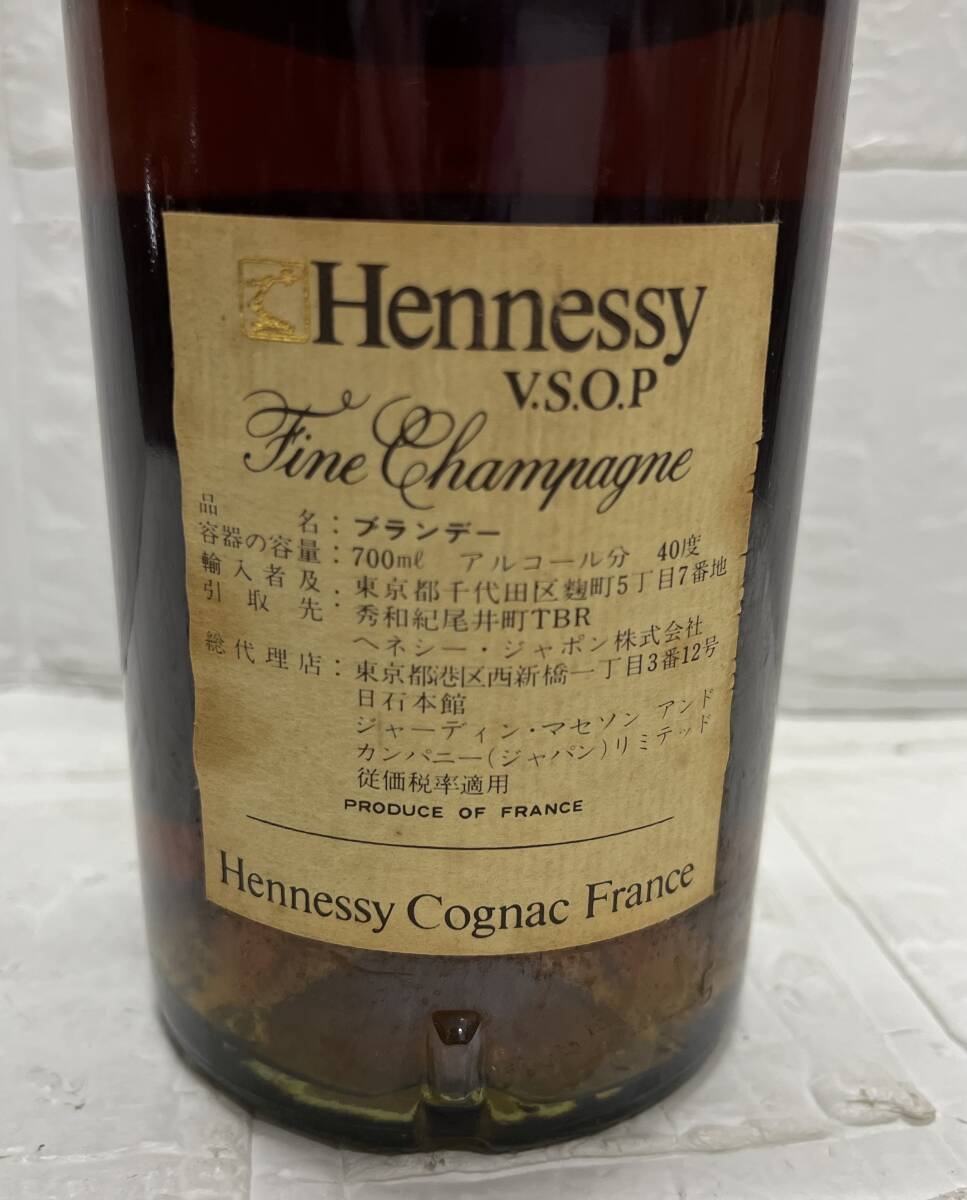 Hennessy
V.S.O.P
Fine Champagne
品名：ブランデー
容器の容量：700mℓ アルコール分 40度
輸入者及引取先：東京都千代田区麴町5丁目7番地
秀和紀尾井町TBR
ヘネシー・ジャポン株式会社
総代理店：東京都港区西新橋一丁目3番12号
日石本館
ジャーディン・マセソン アンド
カンパニー(ジャパン)リミテッド
従価税率適用
PRODUCE OF FRANCE
Hennessy Cognac France